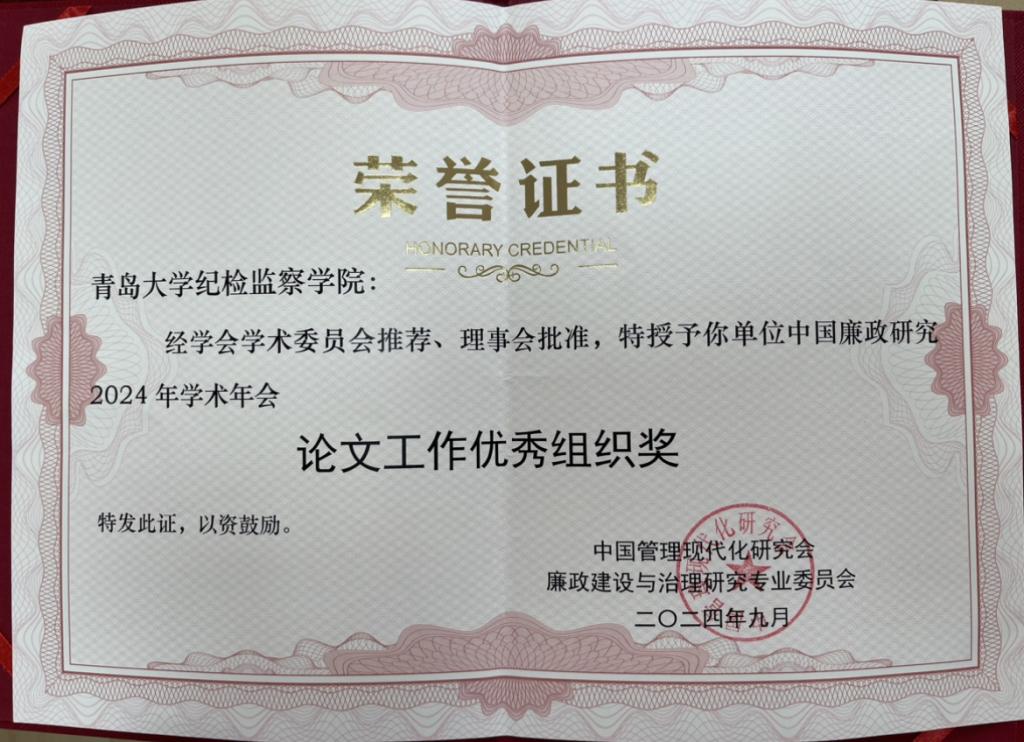 荣誉证书
HONORARY CREDENTIAL
青岛大学纪检监察学院：
经学会学术委员会推荐、理事会批准，特授予你单位中国廉政研究
2024 年学术年会
论文工作优秀组织奖
特发此证，以资鼓励。
中国管理现代化研究会
廉政建设与治理研究专业委员会
二〇二四年九月